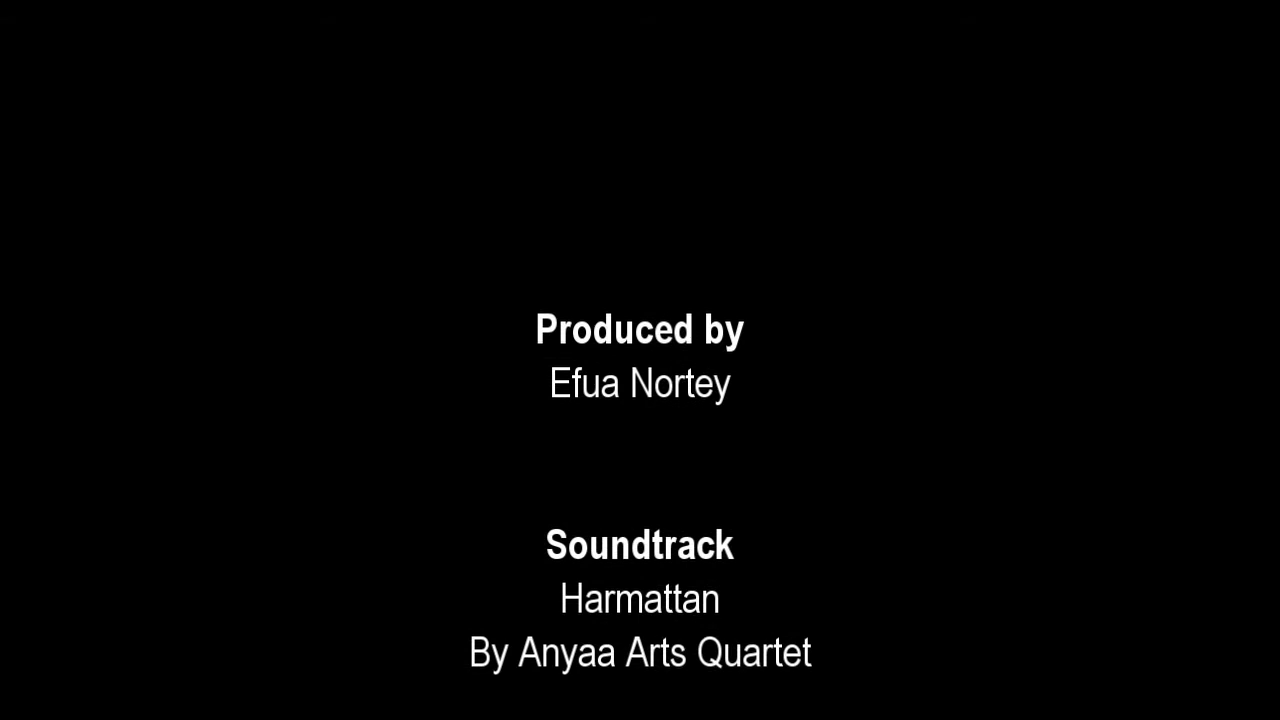 Produced by
Efua Nortey
Soundtrack
Harmattan
By Anyaa Arts Quartet